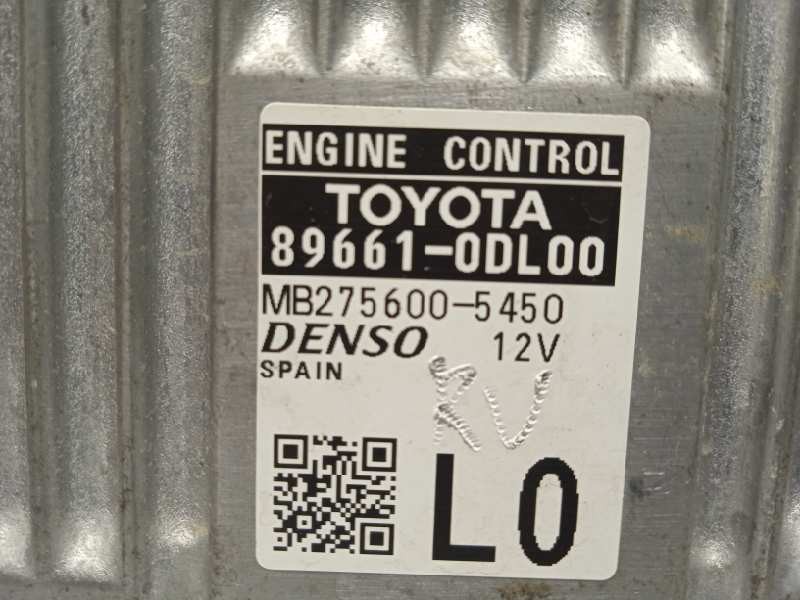 ENGINE CONTROL
TOYOTA
89661-0DL00
MB275600-5450
DENSO 12V
SPAIN
RV
L0